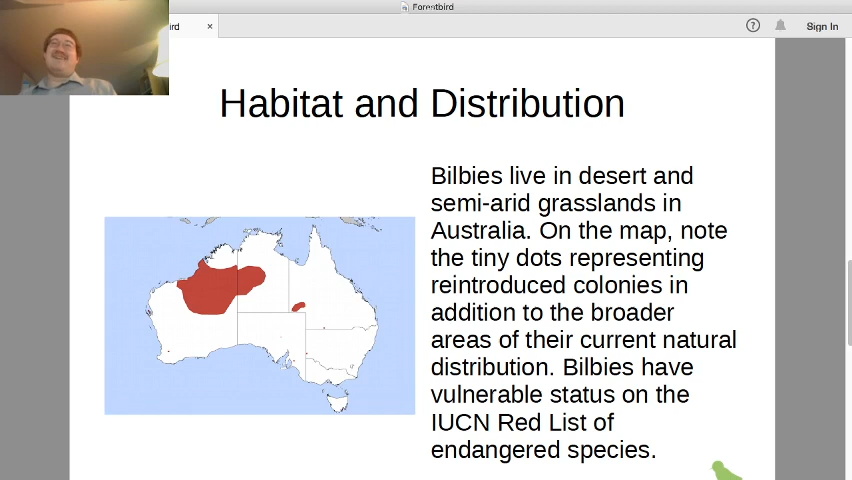 Forentbird
ird ×
? Sign In
Habitat and Distribution
Bilbies live in desert and
semi-arid grasslands in
Australia. On the map, note
the tiny dots representing
reintroduced colonies in
addition to the broader
areas of their current natural
distribution. Bilbies have
vulnerable status on the
IUCN Red List of
endangered species.